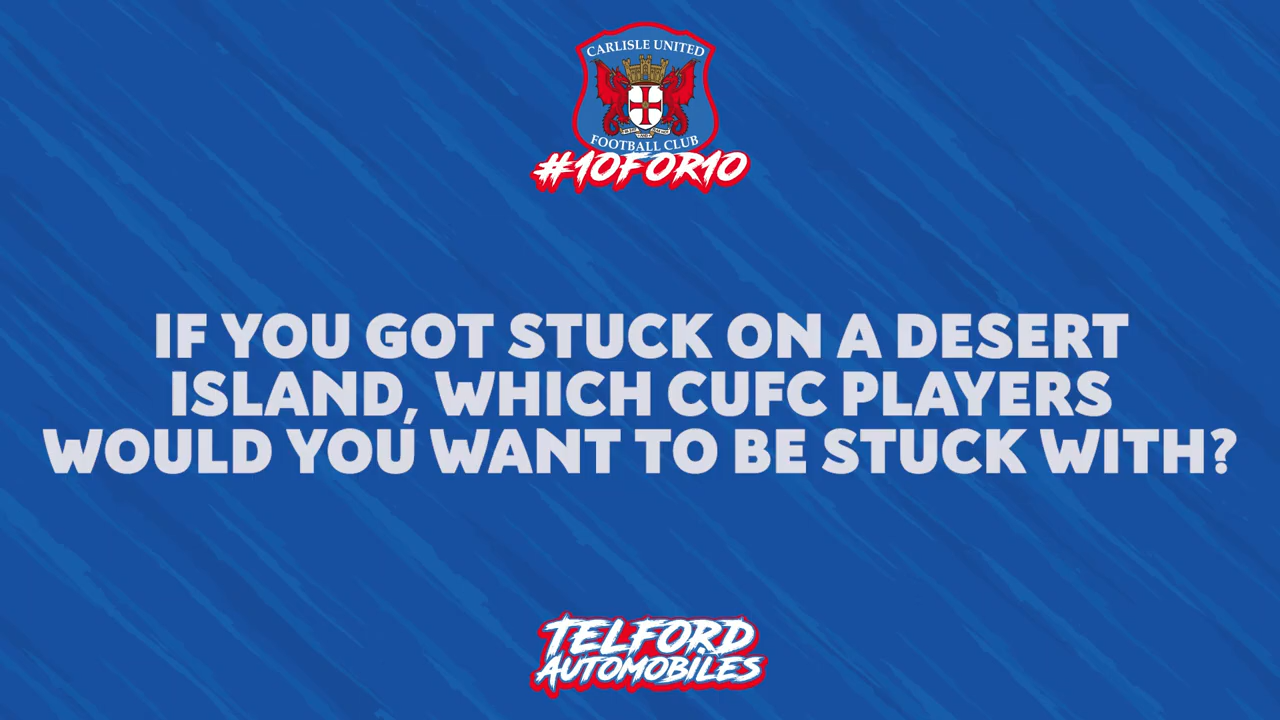 CARLISLE UNITED
FOOTBALL CLUB
#10FOR10
IF YOU GOT STUCK ON A DESERT
ISLAND, WHICH CUFC PLAYERS
WOULD YOU WANT TO BE STUCK WITH?
TELFORD
AUTOMOBILES